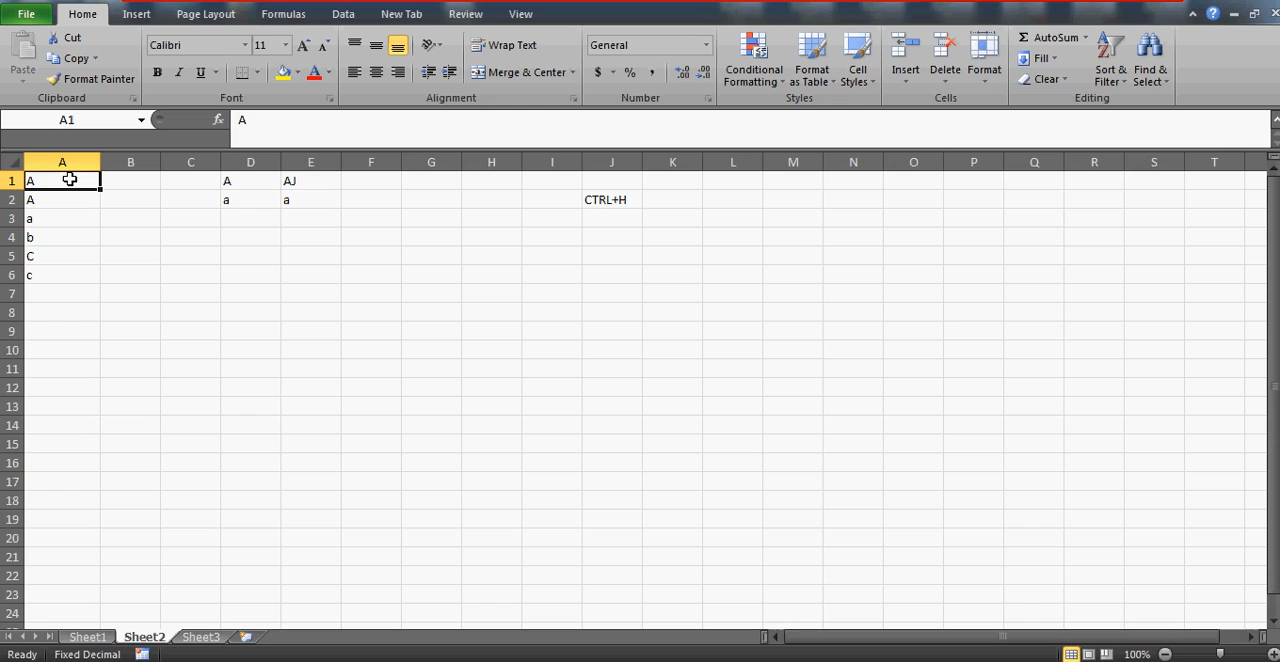 File Home Insert Page Layout Formulas Data New Tab Review View
Paste
Cut
Copy
Format Painter
Clipboard
Calibri 11
B I U
Font
Wrap Text
Merge & Center
Alignment
General
$ % ,
Number
Conditional Formatting
Format as Table
Cell Styles
Styles
Insert
Delete
Format
Cells
AutoSum
Fill
Clear
Sort & Filter
Find & Select
Editing
A1 fx A
A B C D E F G H I J K L M N O P Q R S T
1 A A AJ
2 A a a CTRL+H
3 a
4 b
5 C
6 c
7
8
9
10
11
12
13
14
15
16
17
18
19
20
21
22
23
24
Sheet1 Sheet2 Sheet3
Ready Fixed Decimal 100%